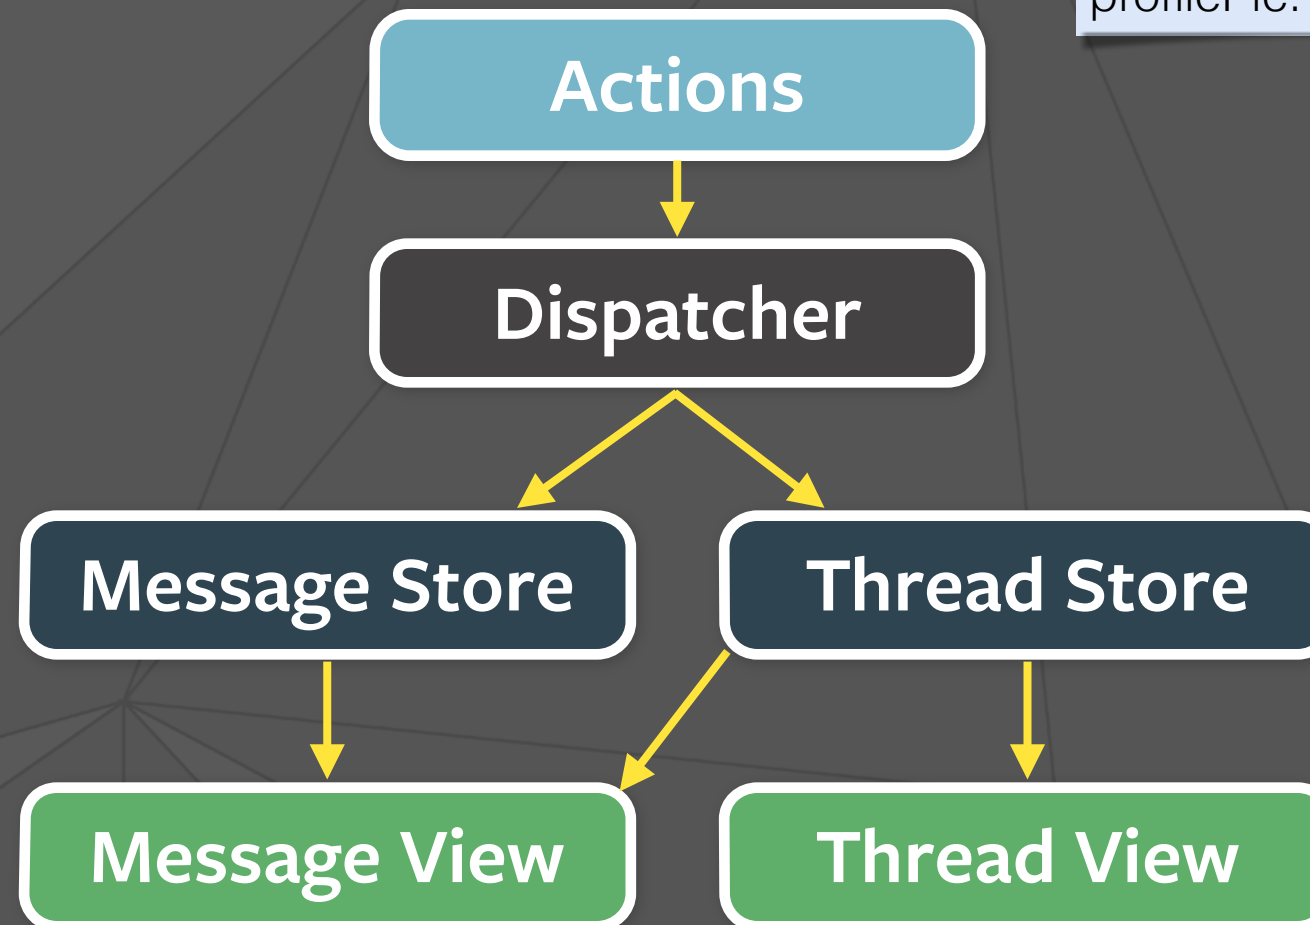 Actions
Dispatcher
Message Store
Thread Store
Message View
Thread View